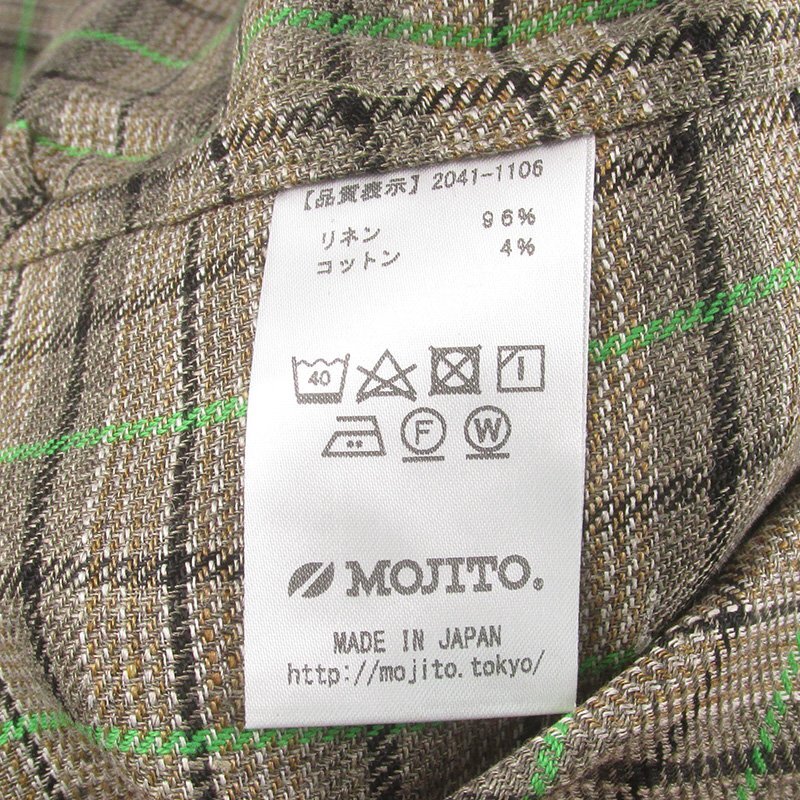 【品質表示】2041-1106
リネン 96%
コットン 4%
40
F W
MOJITO®
MADE IN JAPAN
http://mojito.tokyo/